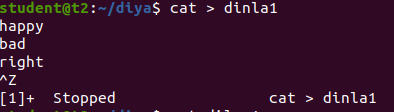 student@t2:~/diya$ cat > dinla1
happy
bad
right
^Z
[1]+  Stopped                 cat > dinla1